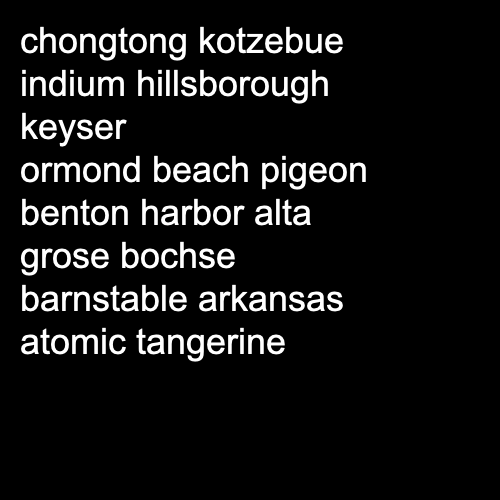 chongtong kotzebue
indium hillsborough
keyser
ormond beach pigeon
benton harbor alta
grose bochse
barnstable arkansas
atomic tangerine